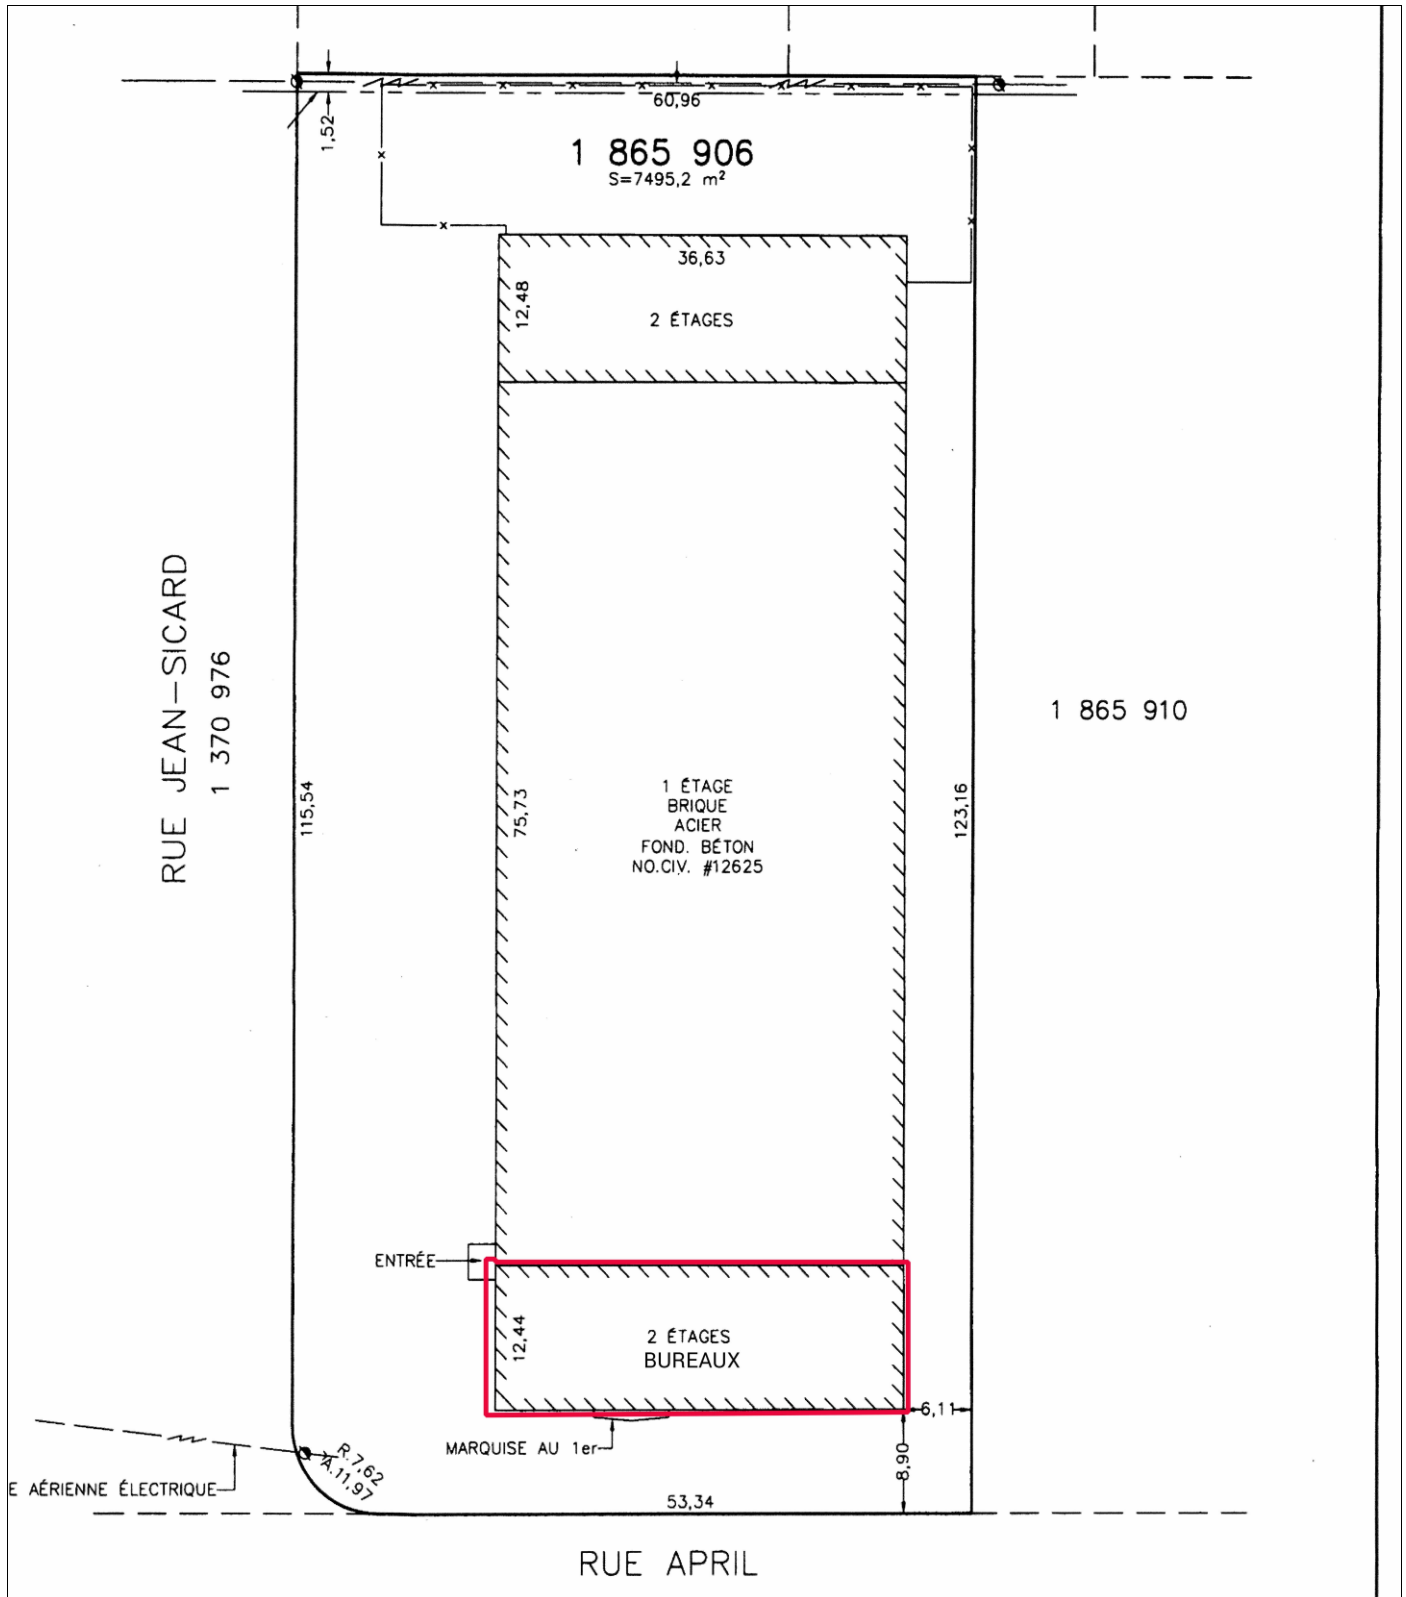 60,96
1,52
1 865 906
S=7495,2 m²
36,63
12,48
2 ÉTAGES
RUE JEAN-SICARD
1 370 976
1 865 910
115,54
75,73
1 ÉTAGE
BRIQUE
ACIER
FOND. BÉTON
NO.CIV. #12625
123,16
ENTRÉE
12,44
2 ÉTAGES
BUREAUX
6,11
MARQUISE AU 1er
8,90
R.7,62
A.11,97
E AÉRIENNE ÉLECTRIQUE
53,34
RUE APRIL